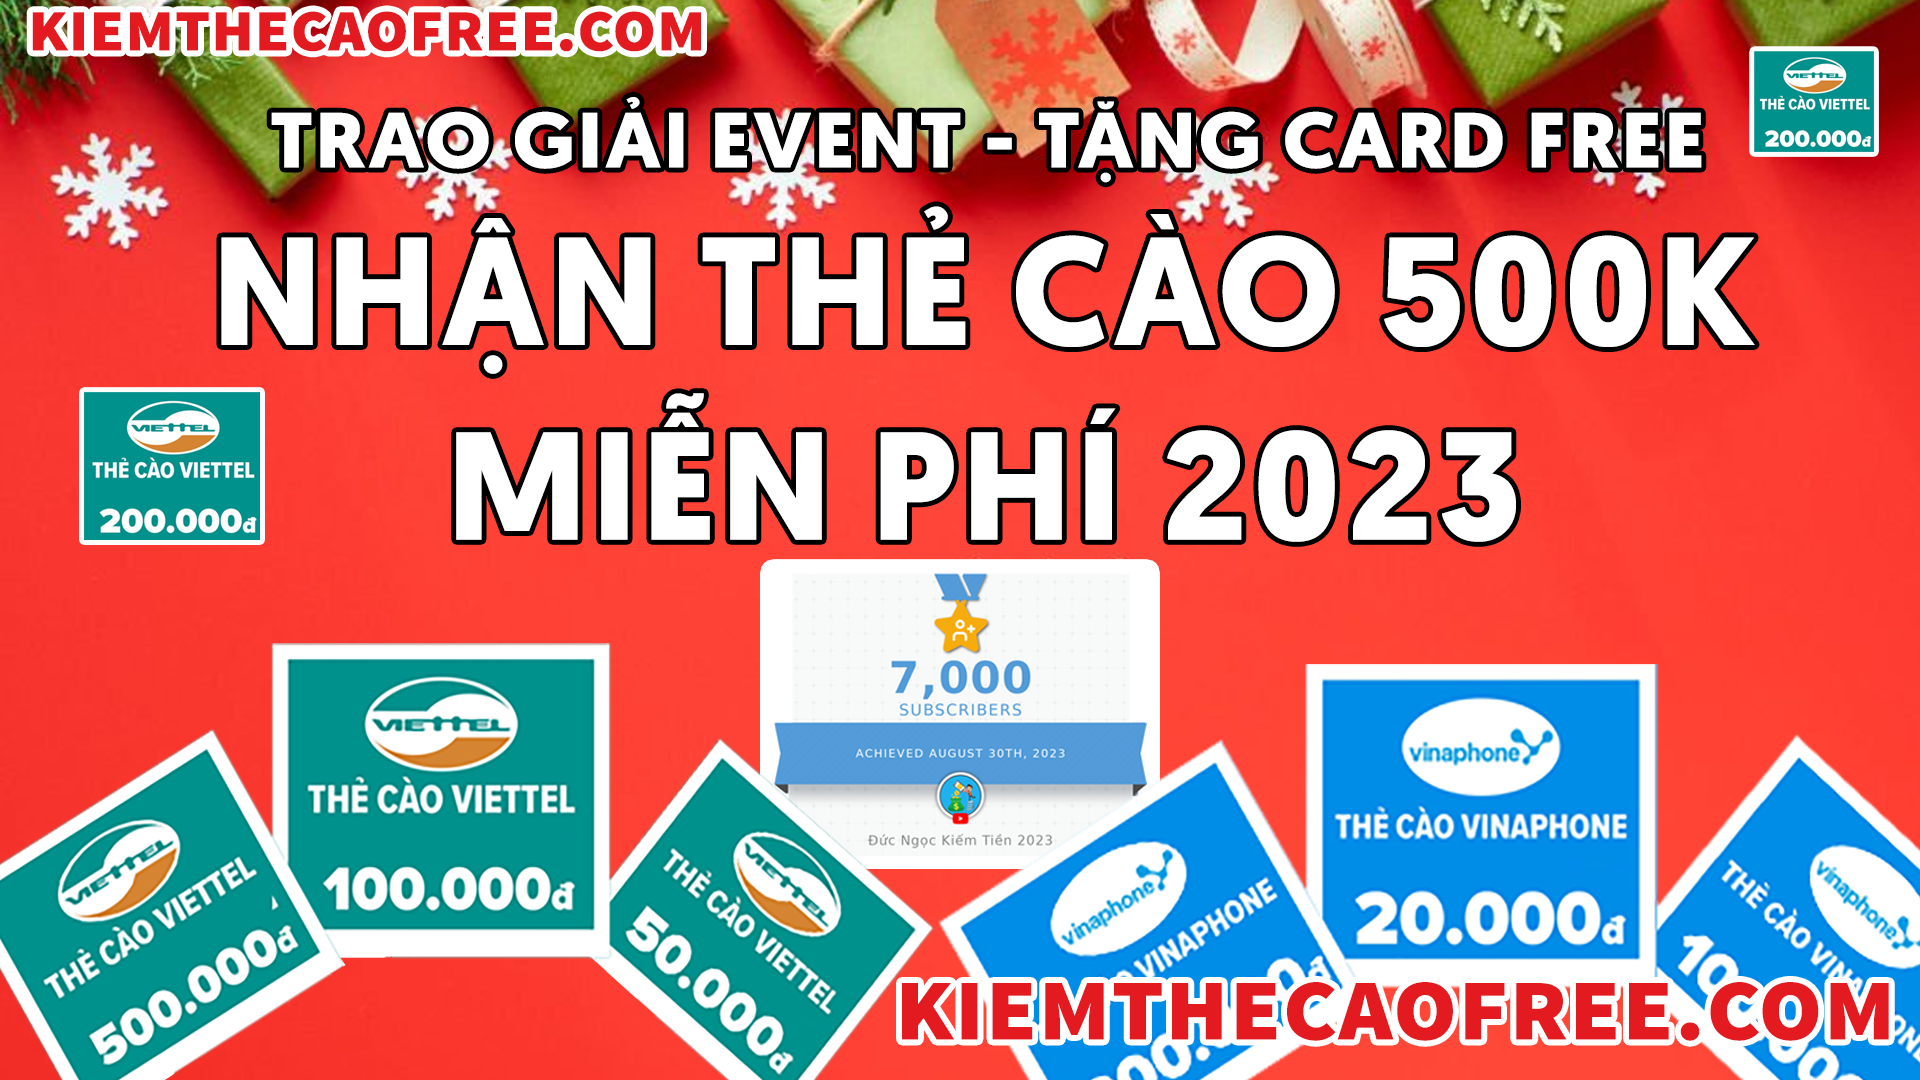 KIEMTHECAOFREE.COM
TRAO GIẢI EVENT - TẶNG CARD FREE
VIETTEL
THẺ CÀO VIETTEL
200.000đ
NHẬN THẺ CÀO 500K
MIỄN PHÍ 2023
VIETTEL
THẺ CÀO VIETTEL
200.000đ
7,000
SUBSCRIBERS
ACHIEVED AUGUST 30TH, 2023
Đức Ngọc Kiếm Tiền 2023
VIETTEL
THẺ CÀO VIETTEL
500.000đ
VIETTEL
THẺ CÀO VIETTEL
100.000đ
VIETTEL
THẺ CÀO VIETTEL
50.000đ
vinaphone
VINAPHONE
vinaphone
THẺ CÀO VINAPHONE
20.000đ
vinaphone
THẺ CÀO
KIEMTHECAOFREE.COM